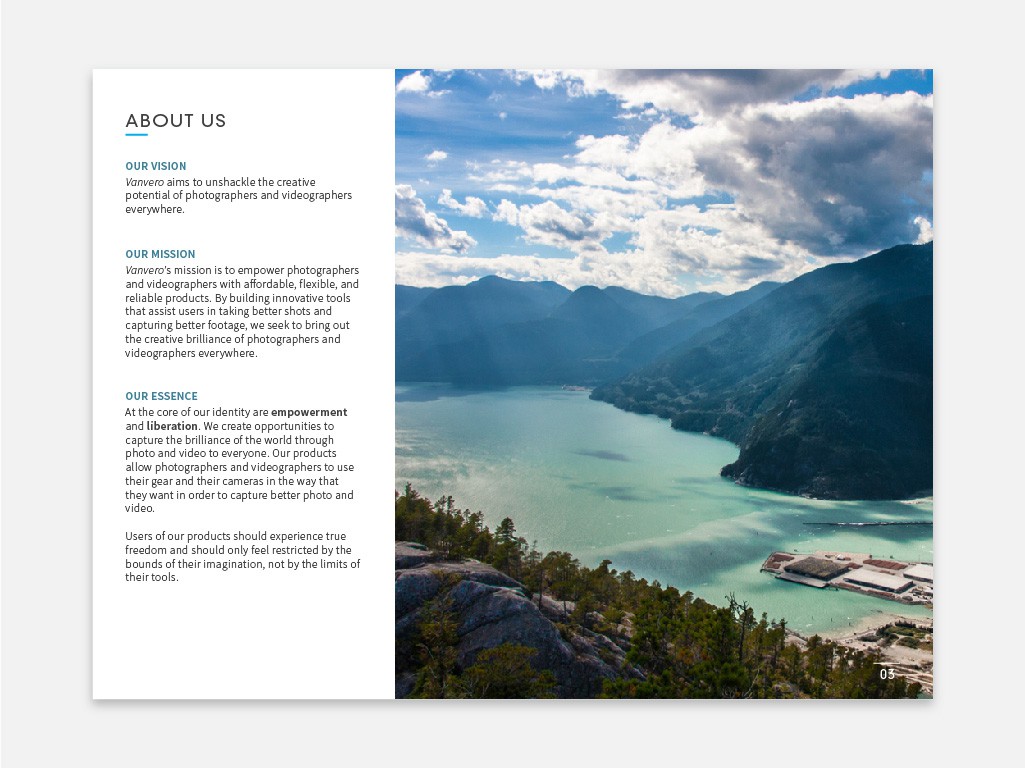 ABOUT US
OUR VISION
Vanvero aims to unshackle the creative
potential of photographers and videographers
everywhere.
OUR MISSION
Vanvero's mission is to empower photographers
and videographers with affordable, flexible, and
reliable products. By building innovative tools
that assist users in taking better shots and
capturing better footage, we seek to bring out
the creative brilliance of photographers and
videographers everywhere.
OUR ESSENCE
At the core of our identity are empowerment
and liberation. We create opportunities to
capture the brilliance of the world through
photo and video to everyone. Our products
allow photographers and videographers to use
their gear and their cameras in the way that
they want in order to capture better photo and
video.
Users of our products should experience true
freedom and should only feel restricted by the
bounds of their imagination, not by the limits of
their tools.
03